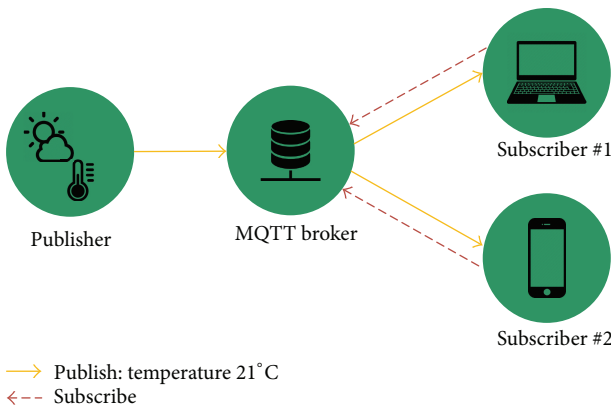 Publisher
MQTT broker
Subscriber #1
Subscriber #2
Publish: temperature 21°C
Subscribe